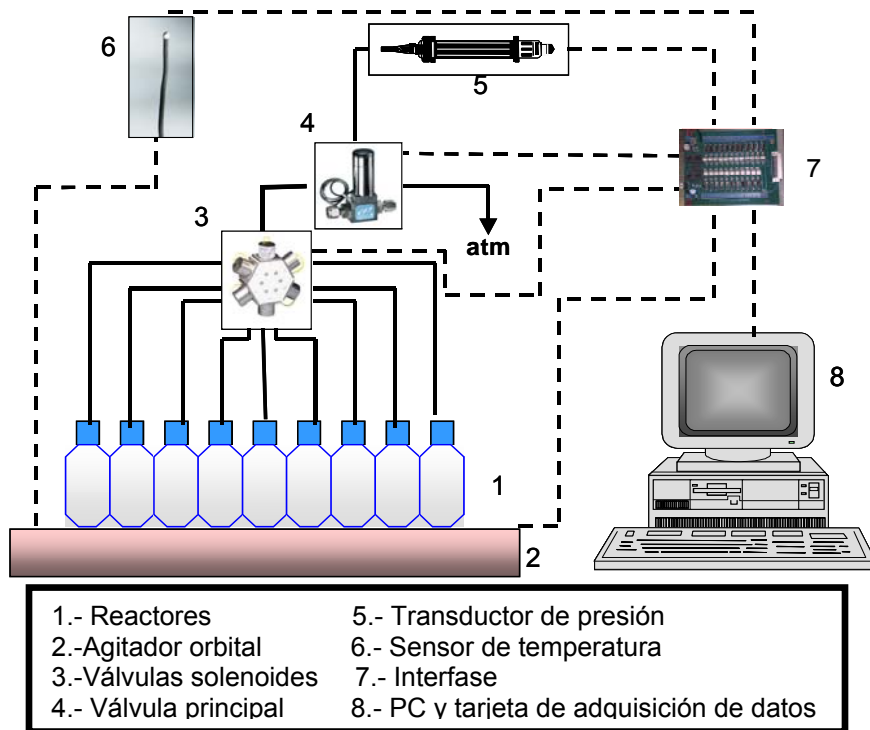 6
5
4
7
3
atm
8
1
2
1.- Reactores
2.-Agitador orbital
3.-Válvulas solenoides
4.- Válvula principal
5.- Transductor de presión
6.- Sensor de temperatura
7.- Interfase
8.- PC y tarjeta de adquisición de datos